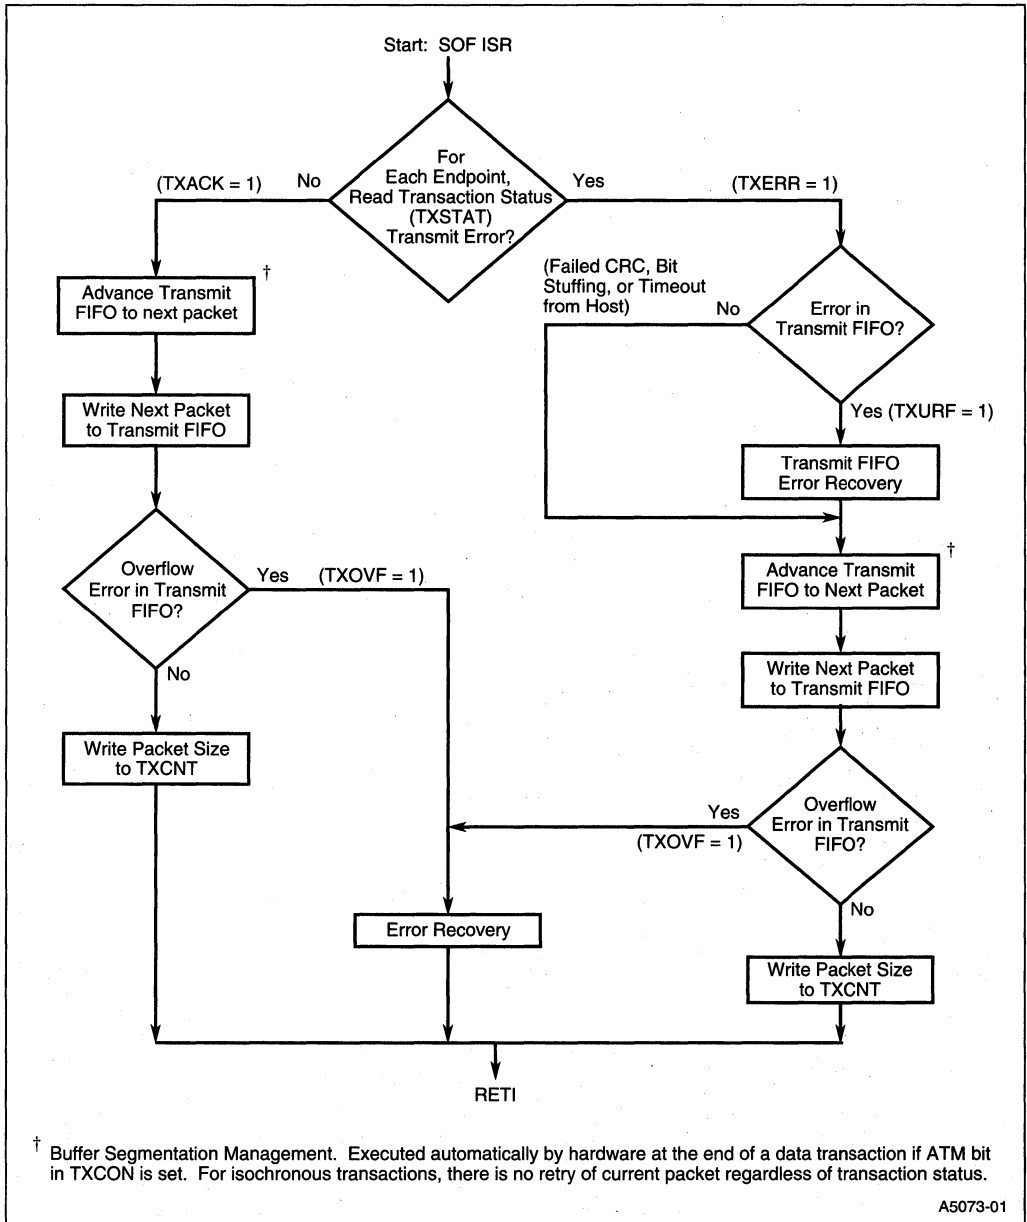 Start: SOF ISR
For
Each Endpoint,
Read Transaction Status
(TXSTAT)
Transmit Error?
(TXACK = 1) No
Yes (TXERR = 1)
†
Advance Transmit
FIFO to next packet
Write Next Packet
to Transmit FIFO
Overflow
Error in Transmit
FIFO?
Yes (TXOVF = 1)
No
Write Packet Size
to TXCNT
(Failed CRC, Bit
Stuffing, or Timeout
from Host)
No
Error in
Transmit FIFO?
Yes (TXURF = 1)
Transmit FIFO
Error Recovery
†
Advance Transmit
FIFO to Next Packet
Write Next Packet
to Transmit FIFO
Overflow
Error in Transmit
FIFO?
Yes
(TXOVF = 1)
No
Error Recovery
Write Packet Size
to TXCNT
RETI
† Buffer Segmentation Management. Executed automatically by hardware at the end of a data transaction if ATM bit
in TXCON is set. For isochronous transactions, there is no retry of current packet regardless of transaction status.
A5073-01